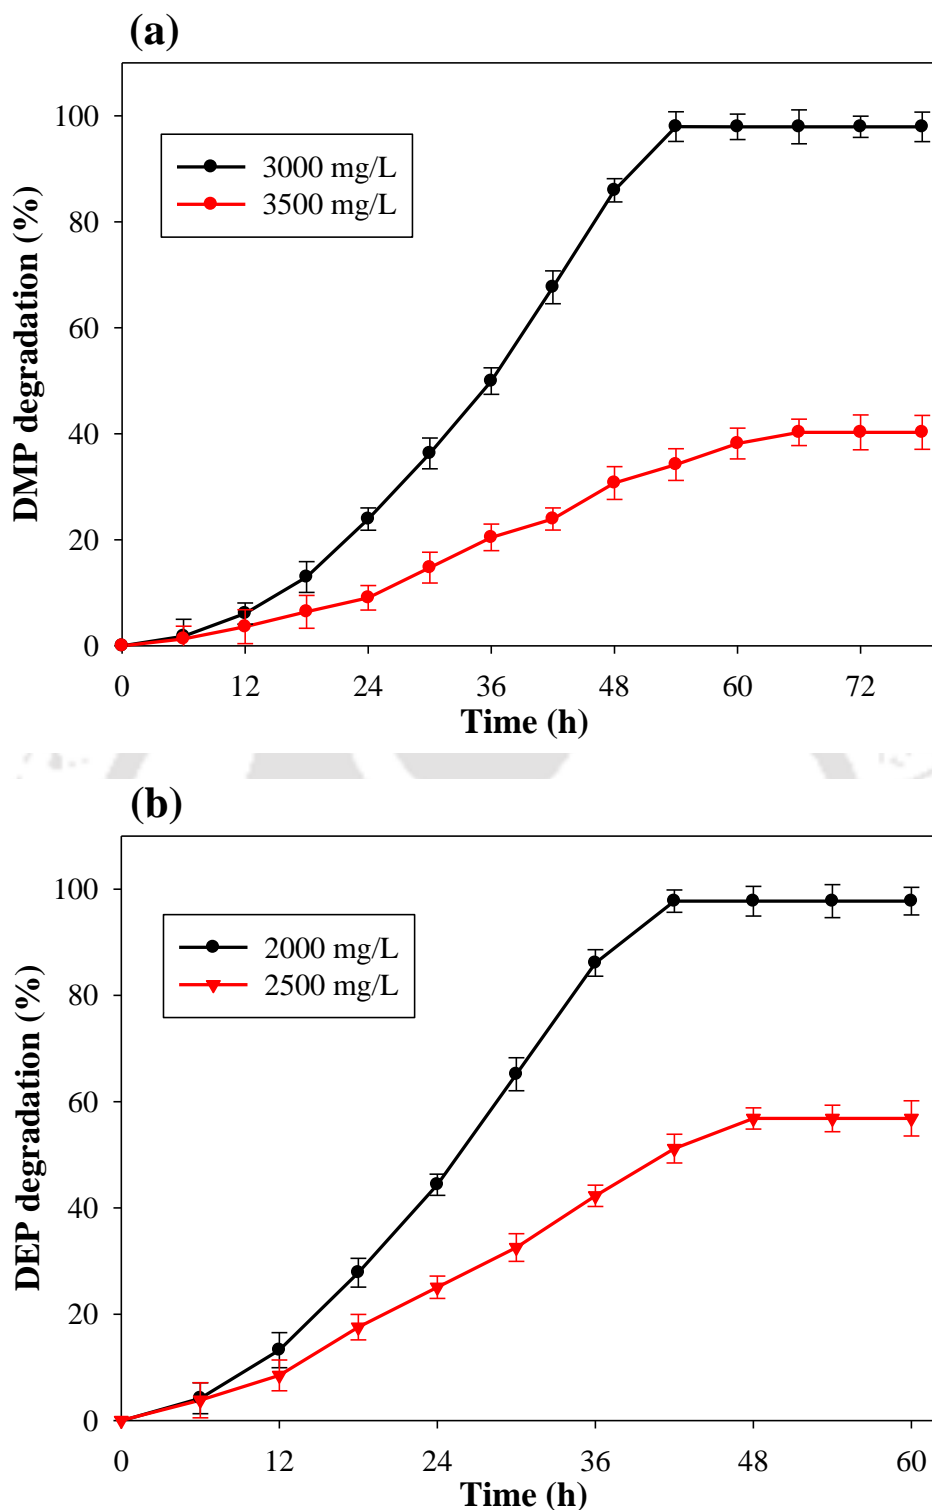 (a)
DMP degradation (%)
100
80
60
40
20
0
3000 mg/L
3500 mg/L
0 12 24 36 48 60 72
Time (h)
(b)
DEP degradation (%)
100
80
60
40
20
0
2000 mg/L
2500 mg/L
0 12 24 36 48 60
Time (h)